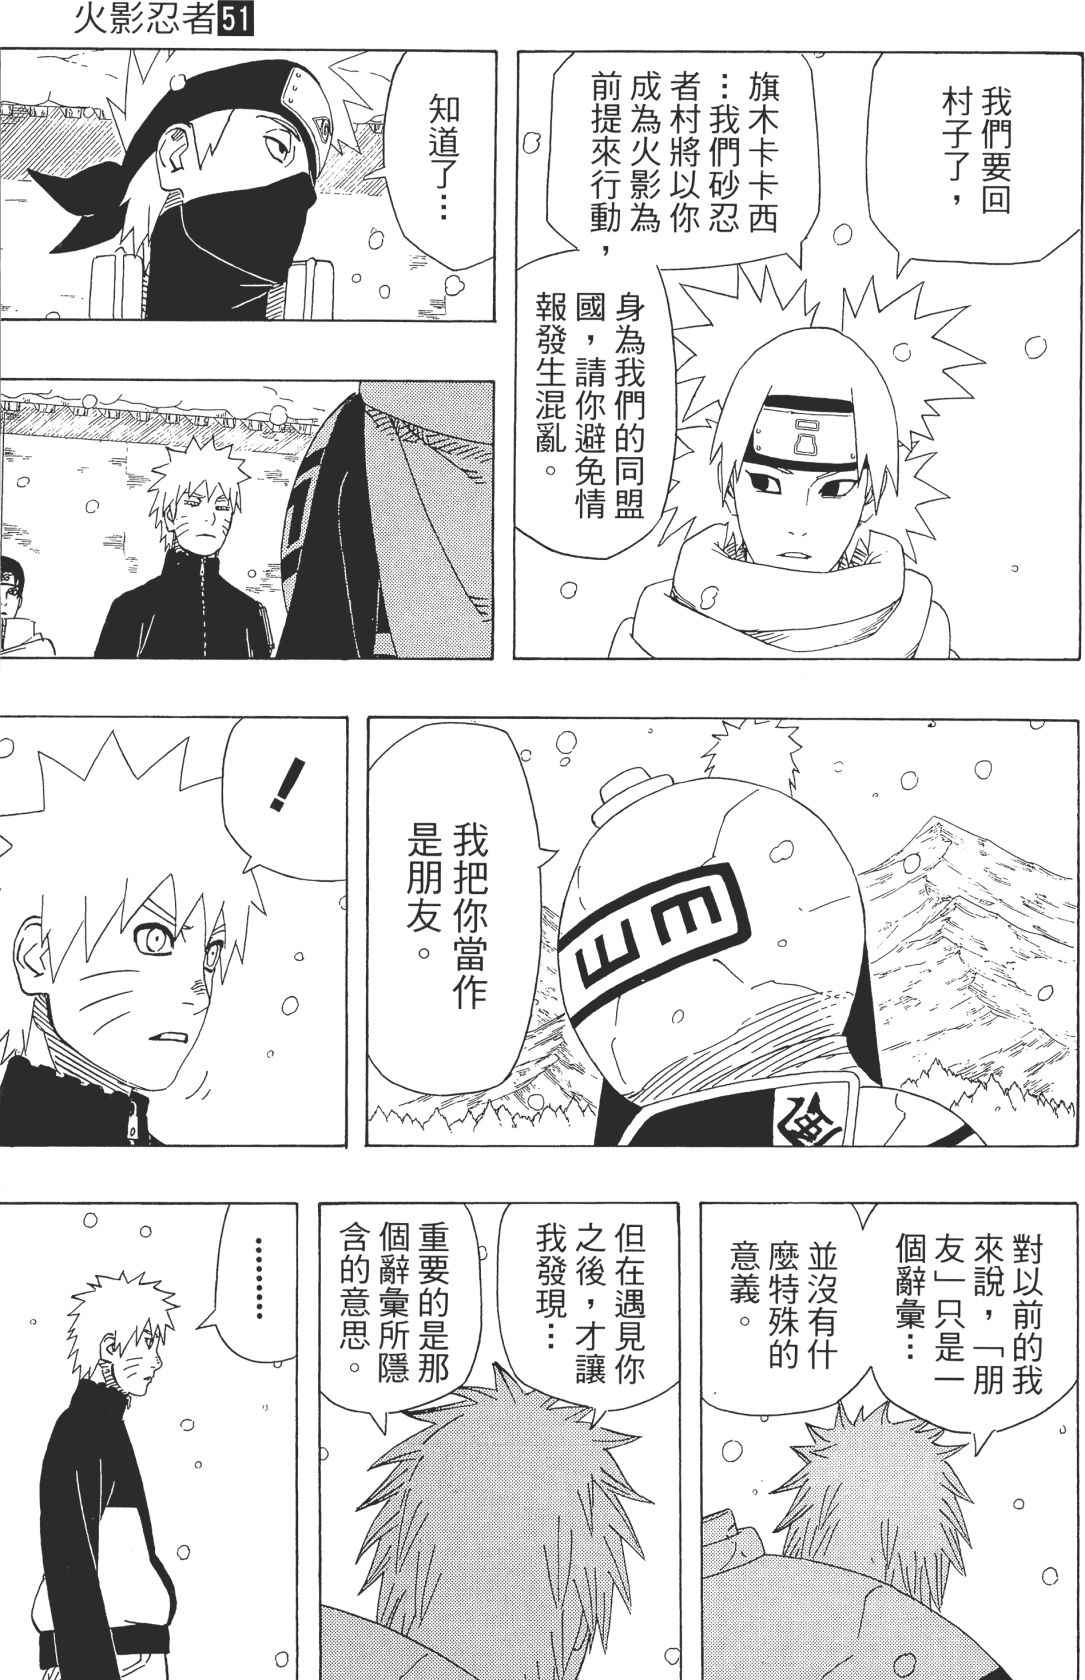 火影忍者51
我們要回
村子了，
旗木卡卡西
…我們砂忍
者村將以你
成為火影為
前提來行動，
身為我們的同盟
國，請你避免情
報發生混亂。
知道了…
我把你當作
是朋友。
風
！
對以前的我
來說，「朋
友」只是一
個辭彙…
並沒有什
麼特殊的
意義。
但在遇見你
之後，才讓
我發現…
重要的是那
個辭彙所隱
含的意思。
………